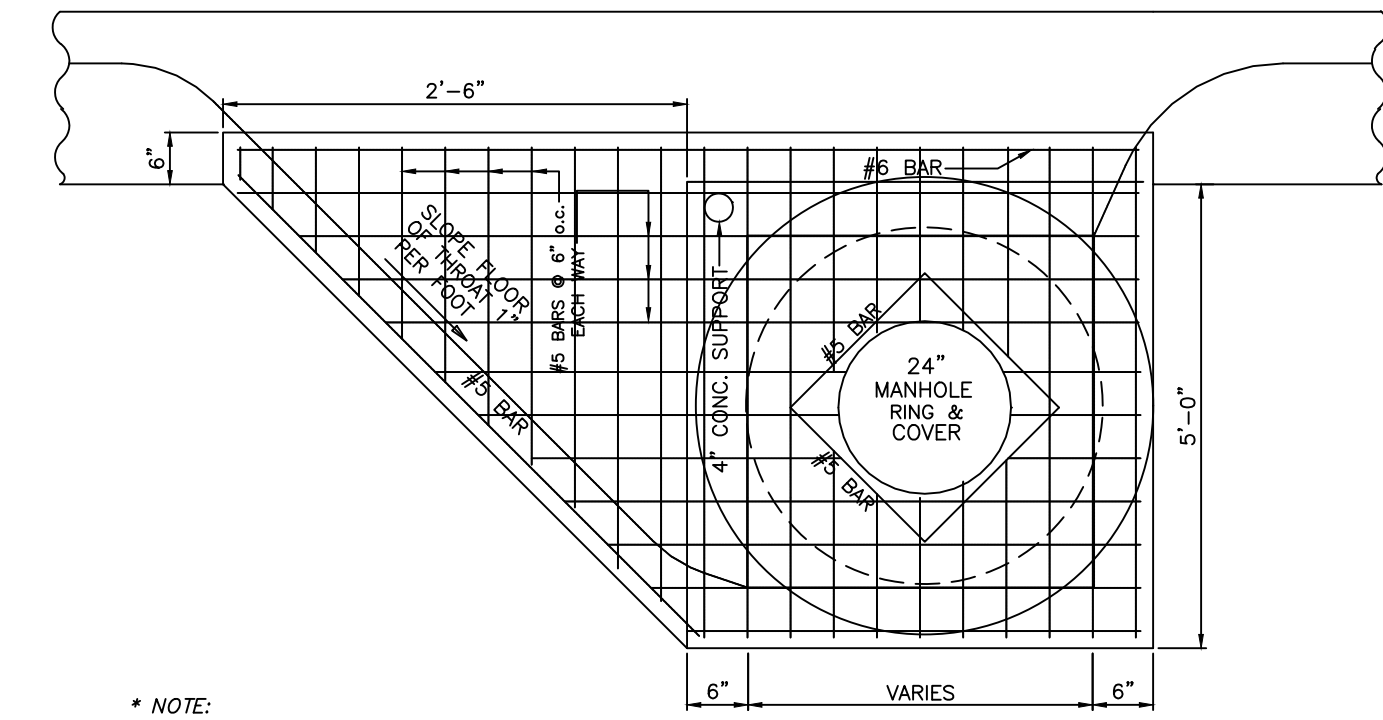 2'-6"
6"
#6 BAR
SLOPE FLOOR
OF THROAT 1"
PER FOOT
#5 BARS @ 6" o.c.
EACH WAY
4" CONC. SUPPORT
#5 BAR
#5 BAR
24"
MANHOLE
RING &
COVER
#5 BAR
5'-0"
6"
VARIES
6"
* NOTE: